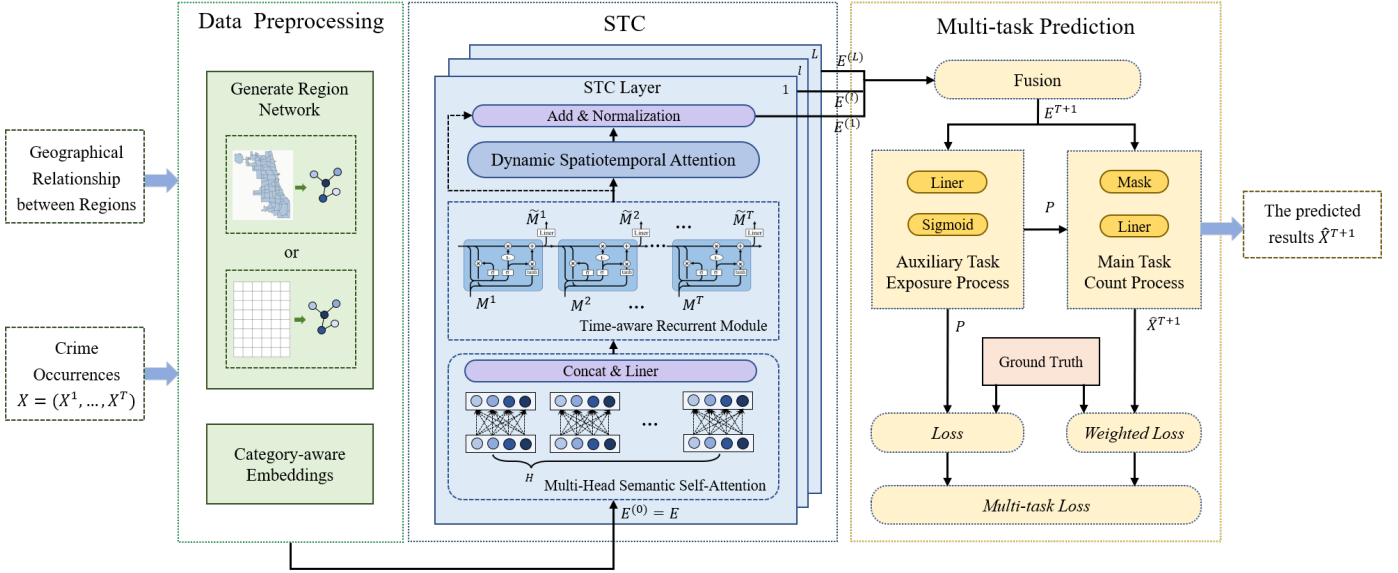 Geographical
Relationship
between Regions
Crime
Occurrences
X = (X¹, ..., Xᵀ)
Data Preprocessing
Generate Region
Network
or
Category-aware
Embeddings
STC
L
l
1
STC Layer
Add & Normalization
Dynamic Spatiotemporal Attention
M̃¹
M̃²
...
M̃ᵀ
Liner
Liner
...
Liner
σ
σ
tanh
σ
σ
tanh
σ
σ
tanh
M¹
M²
...
Mᵀ
Time-aware Recurrent Module
Concat & Liner
...
H
Multi-Head Semantic Self-Attention
E⁽⁰⁾ = E
E⁽ᴸ⁾
E⁽ˡ⁾
E⁽¹⁾
Multi-task Prediction
Fusion
Eᵀ⁺¹
Liner
Sigmoid
Auxiliary Task
Exposure Process
P
Mask
Liner
Main Task
Count Process
P
X̂ᵀ⁺¹
Ground Truth
Loss
Weighted Loss
Multi-task Loss
The predicted
results X̂ᵀ⁺¹